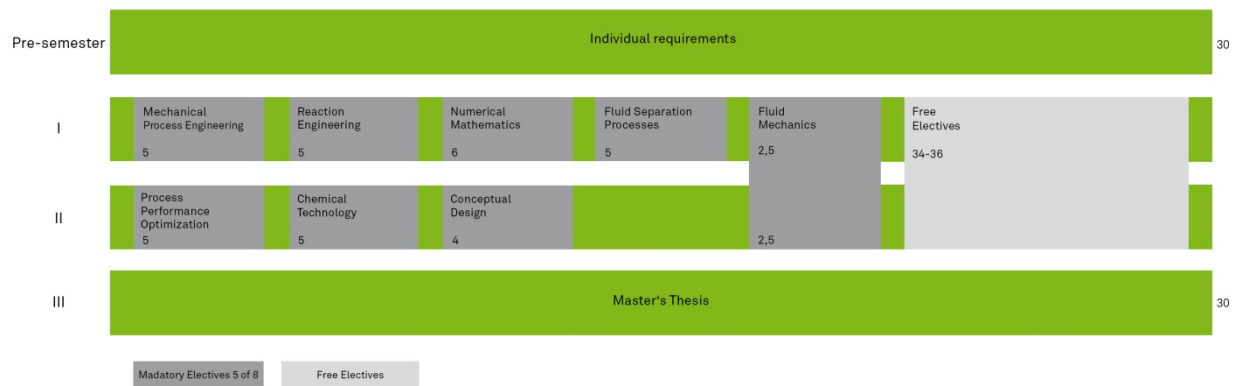 Pre-semester
Individual requirements
30
I
Mechanical
Process Engineering
5
Reaction
Engineering
5
Numerical
Mathematics
6
Fluid Separation
Processes
5
Fluid
Mechanics
2,5
Free
Electives
34-36
II
Process
Performance
Optimization
5
Chemical
Technology
5
Conceptual
Design
4
2,5
III
Master's Thesis
30
Madatory Electives 5 of 8
Free Electives